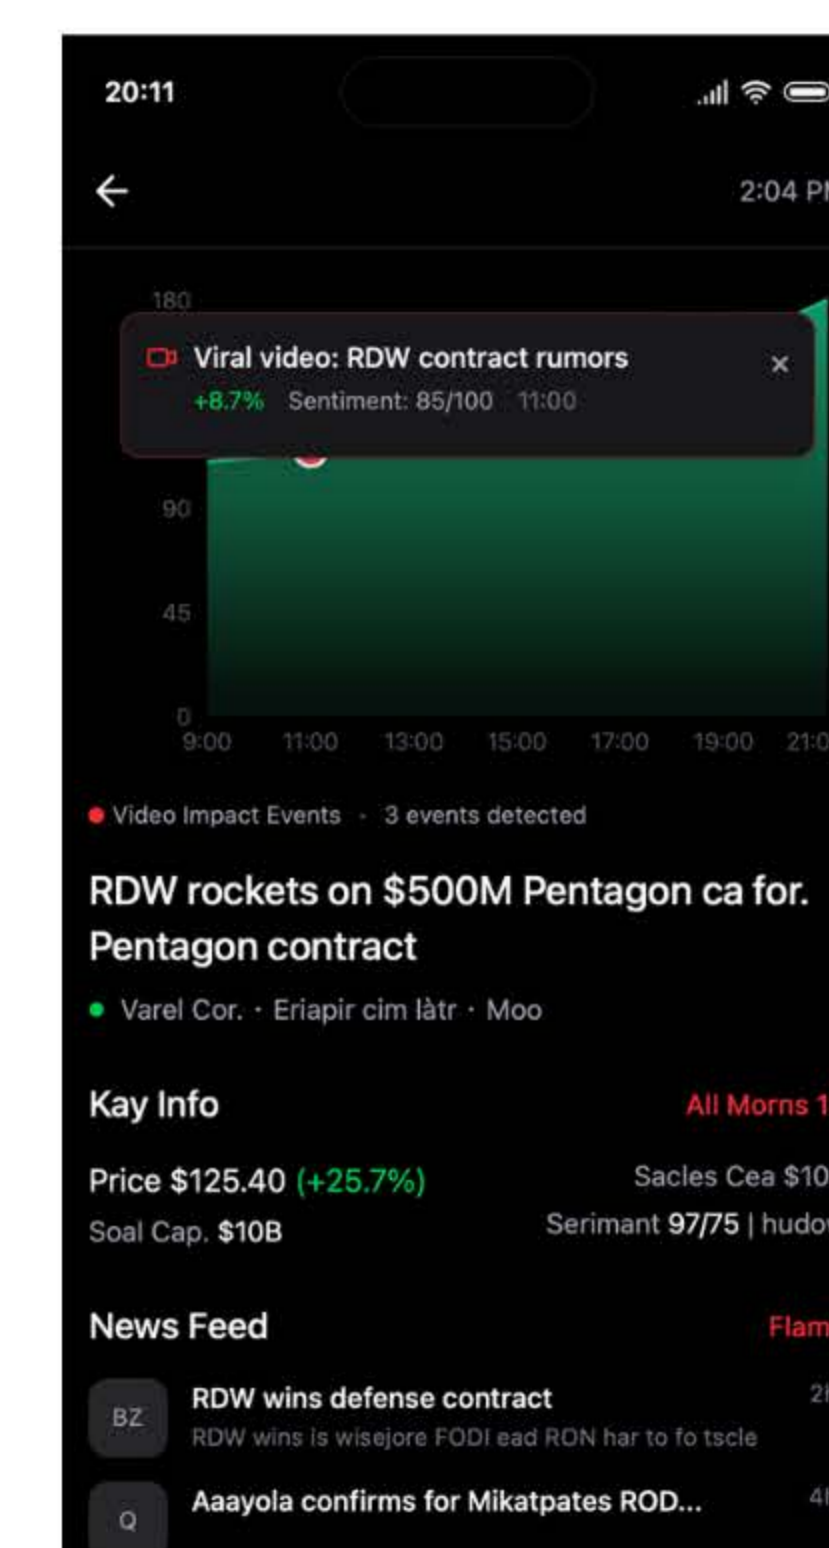 20:11
2:04 PM
180
Viral video: RDW contract rumors
+8.7% Sentiment: 85/100 11:00
90
45
0
9:00 11:00 13:00 15:00 17:00 19:00 21:0
Video Impact Events · 3 events detected
RDW rockets on $500M Pentagon ca for.
Pentagon contract
Varel Cor. · Eriapir cim làtr · Moo
Kay Info
All Morns 1
Price $125.40 (+25.7%)
Sacles Cea $10
Soal Cap. $10B
Serimant 97/75 | hudov
News Feed
Flam
BZ
RDW wins defense contract
2h
RDW wins is wisejore FODI ead RON har to fo tscle
Q
Aaayola confirms for Mikatpates ROD...
4h